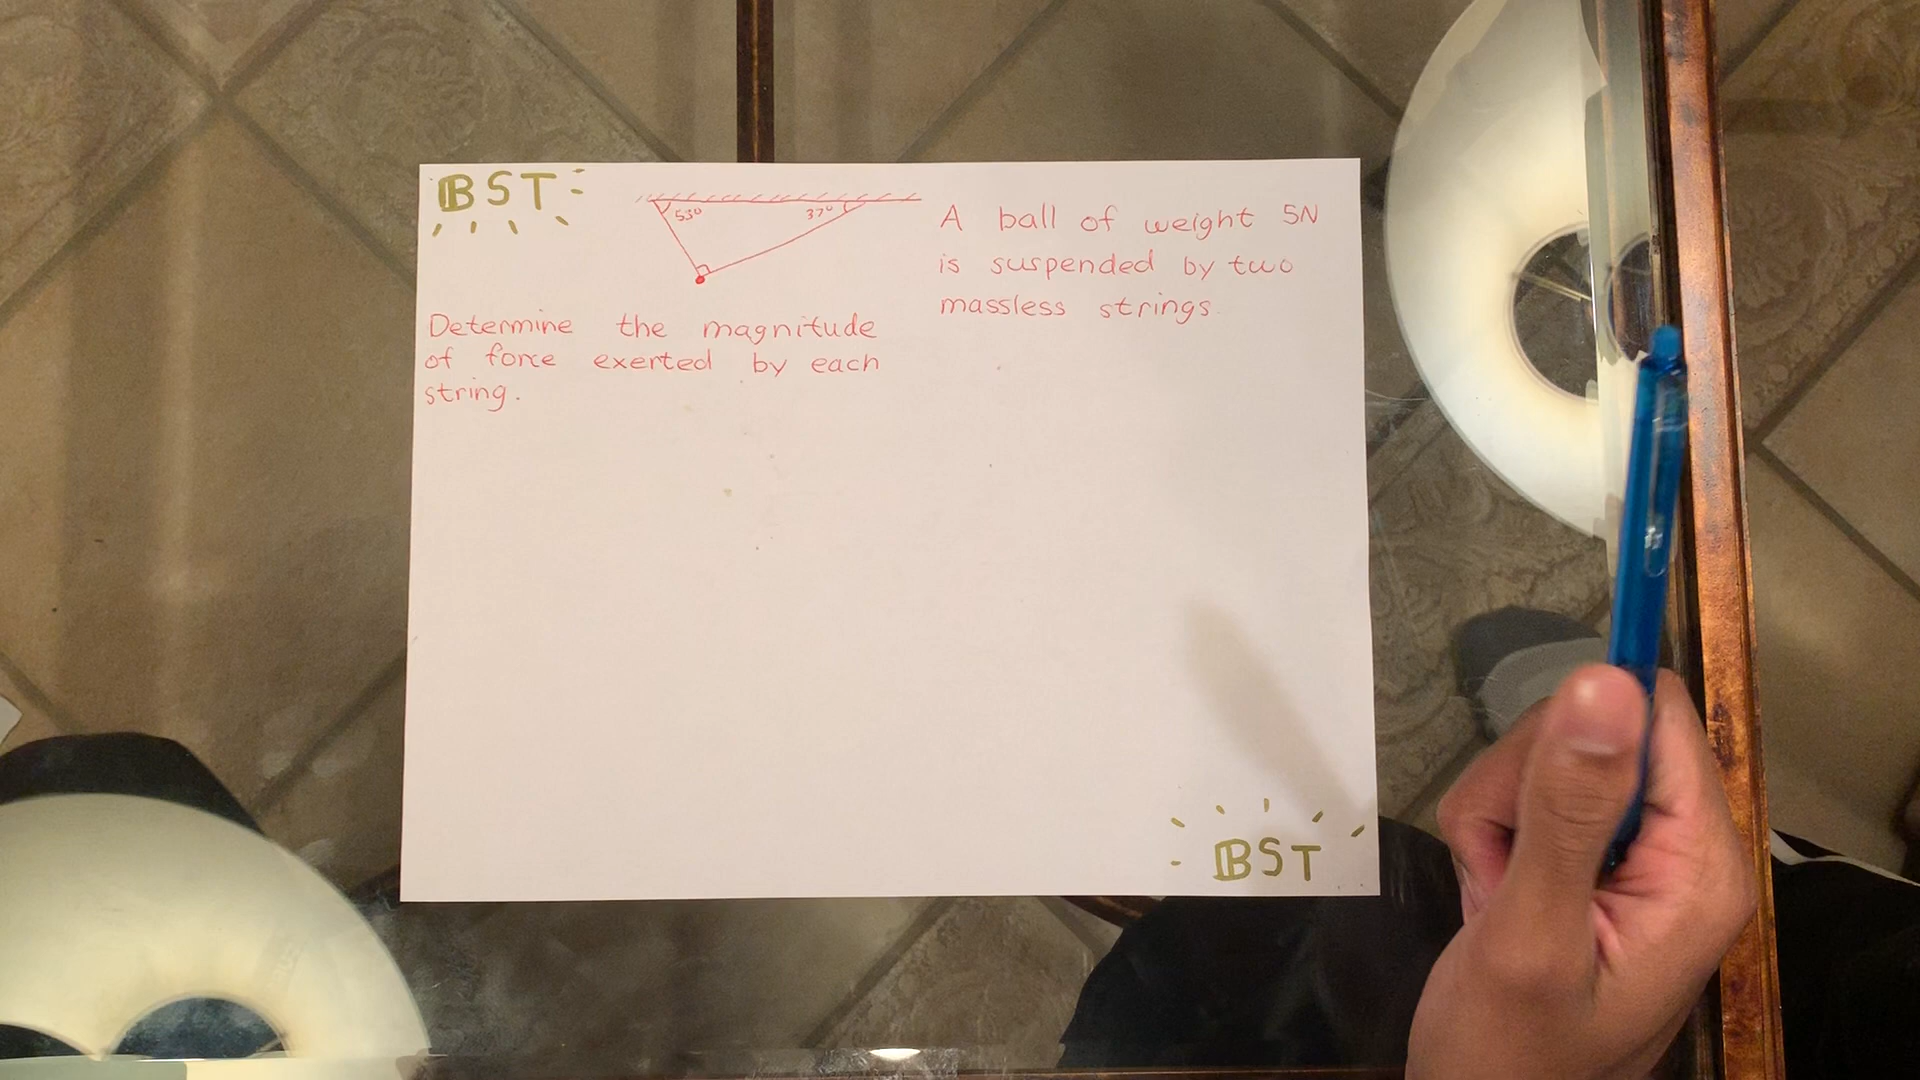 BST
53° 37°
A ball of weight 5N
is suspended by two
massless strings.
Determine the magnitude
of force exerted by each
string.
BST